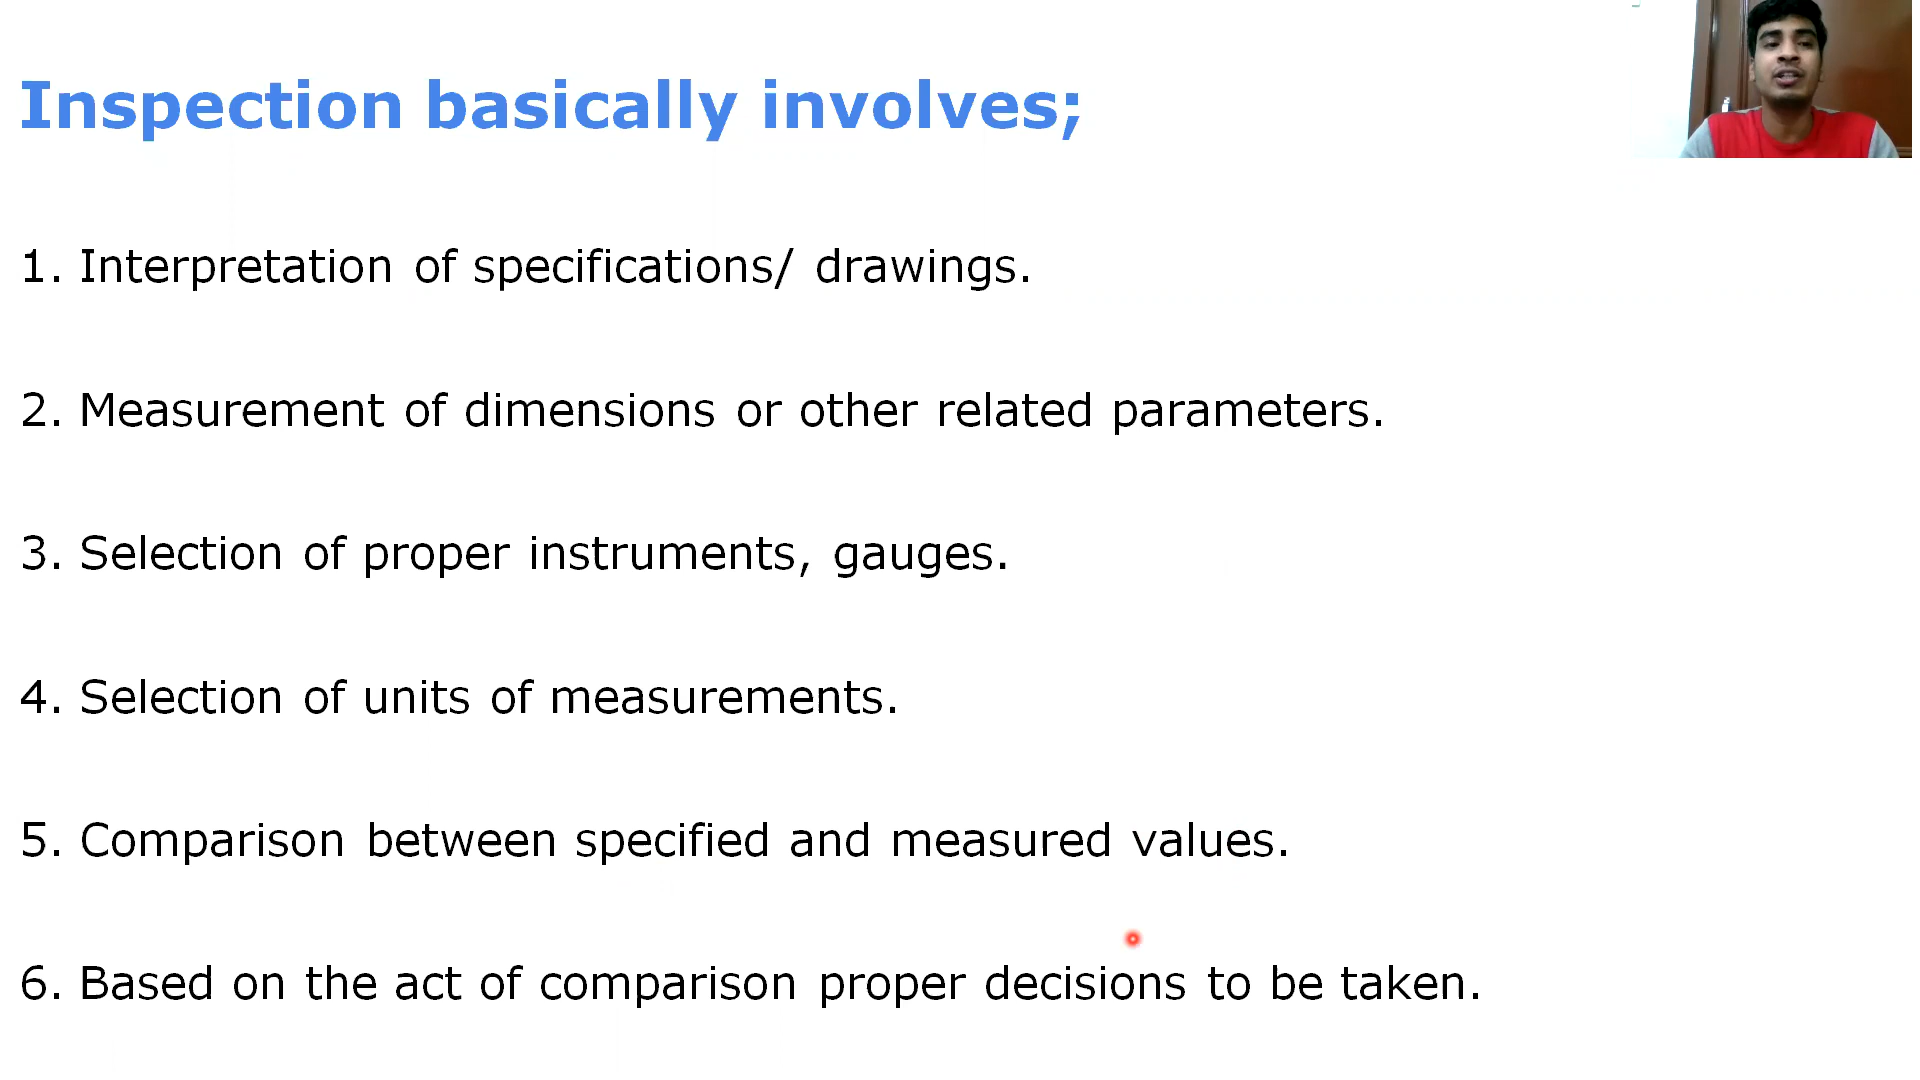 Inspection basically involves;
1. Interpretation of specifications/ drawings.
2. Measurement of dimensions or other related parameters.
3. Selection of proper instruments, gauges.
4. Selection of units of measurements.
5. Comparison between specified and measured values.
6. Based on the act of comparison proper decisions to be taken.